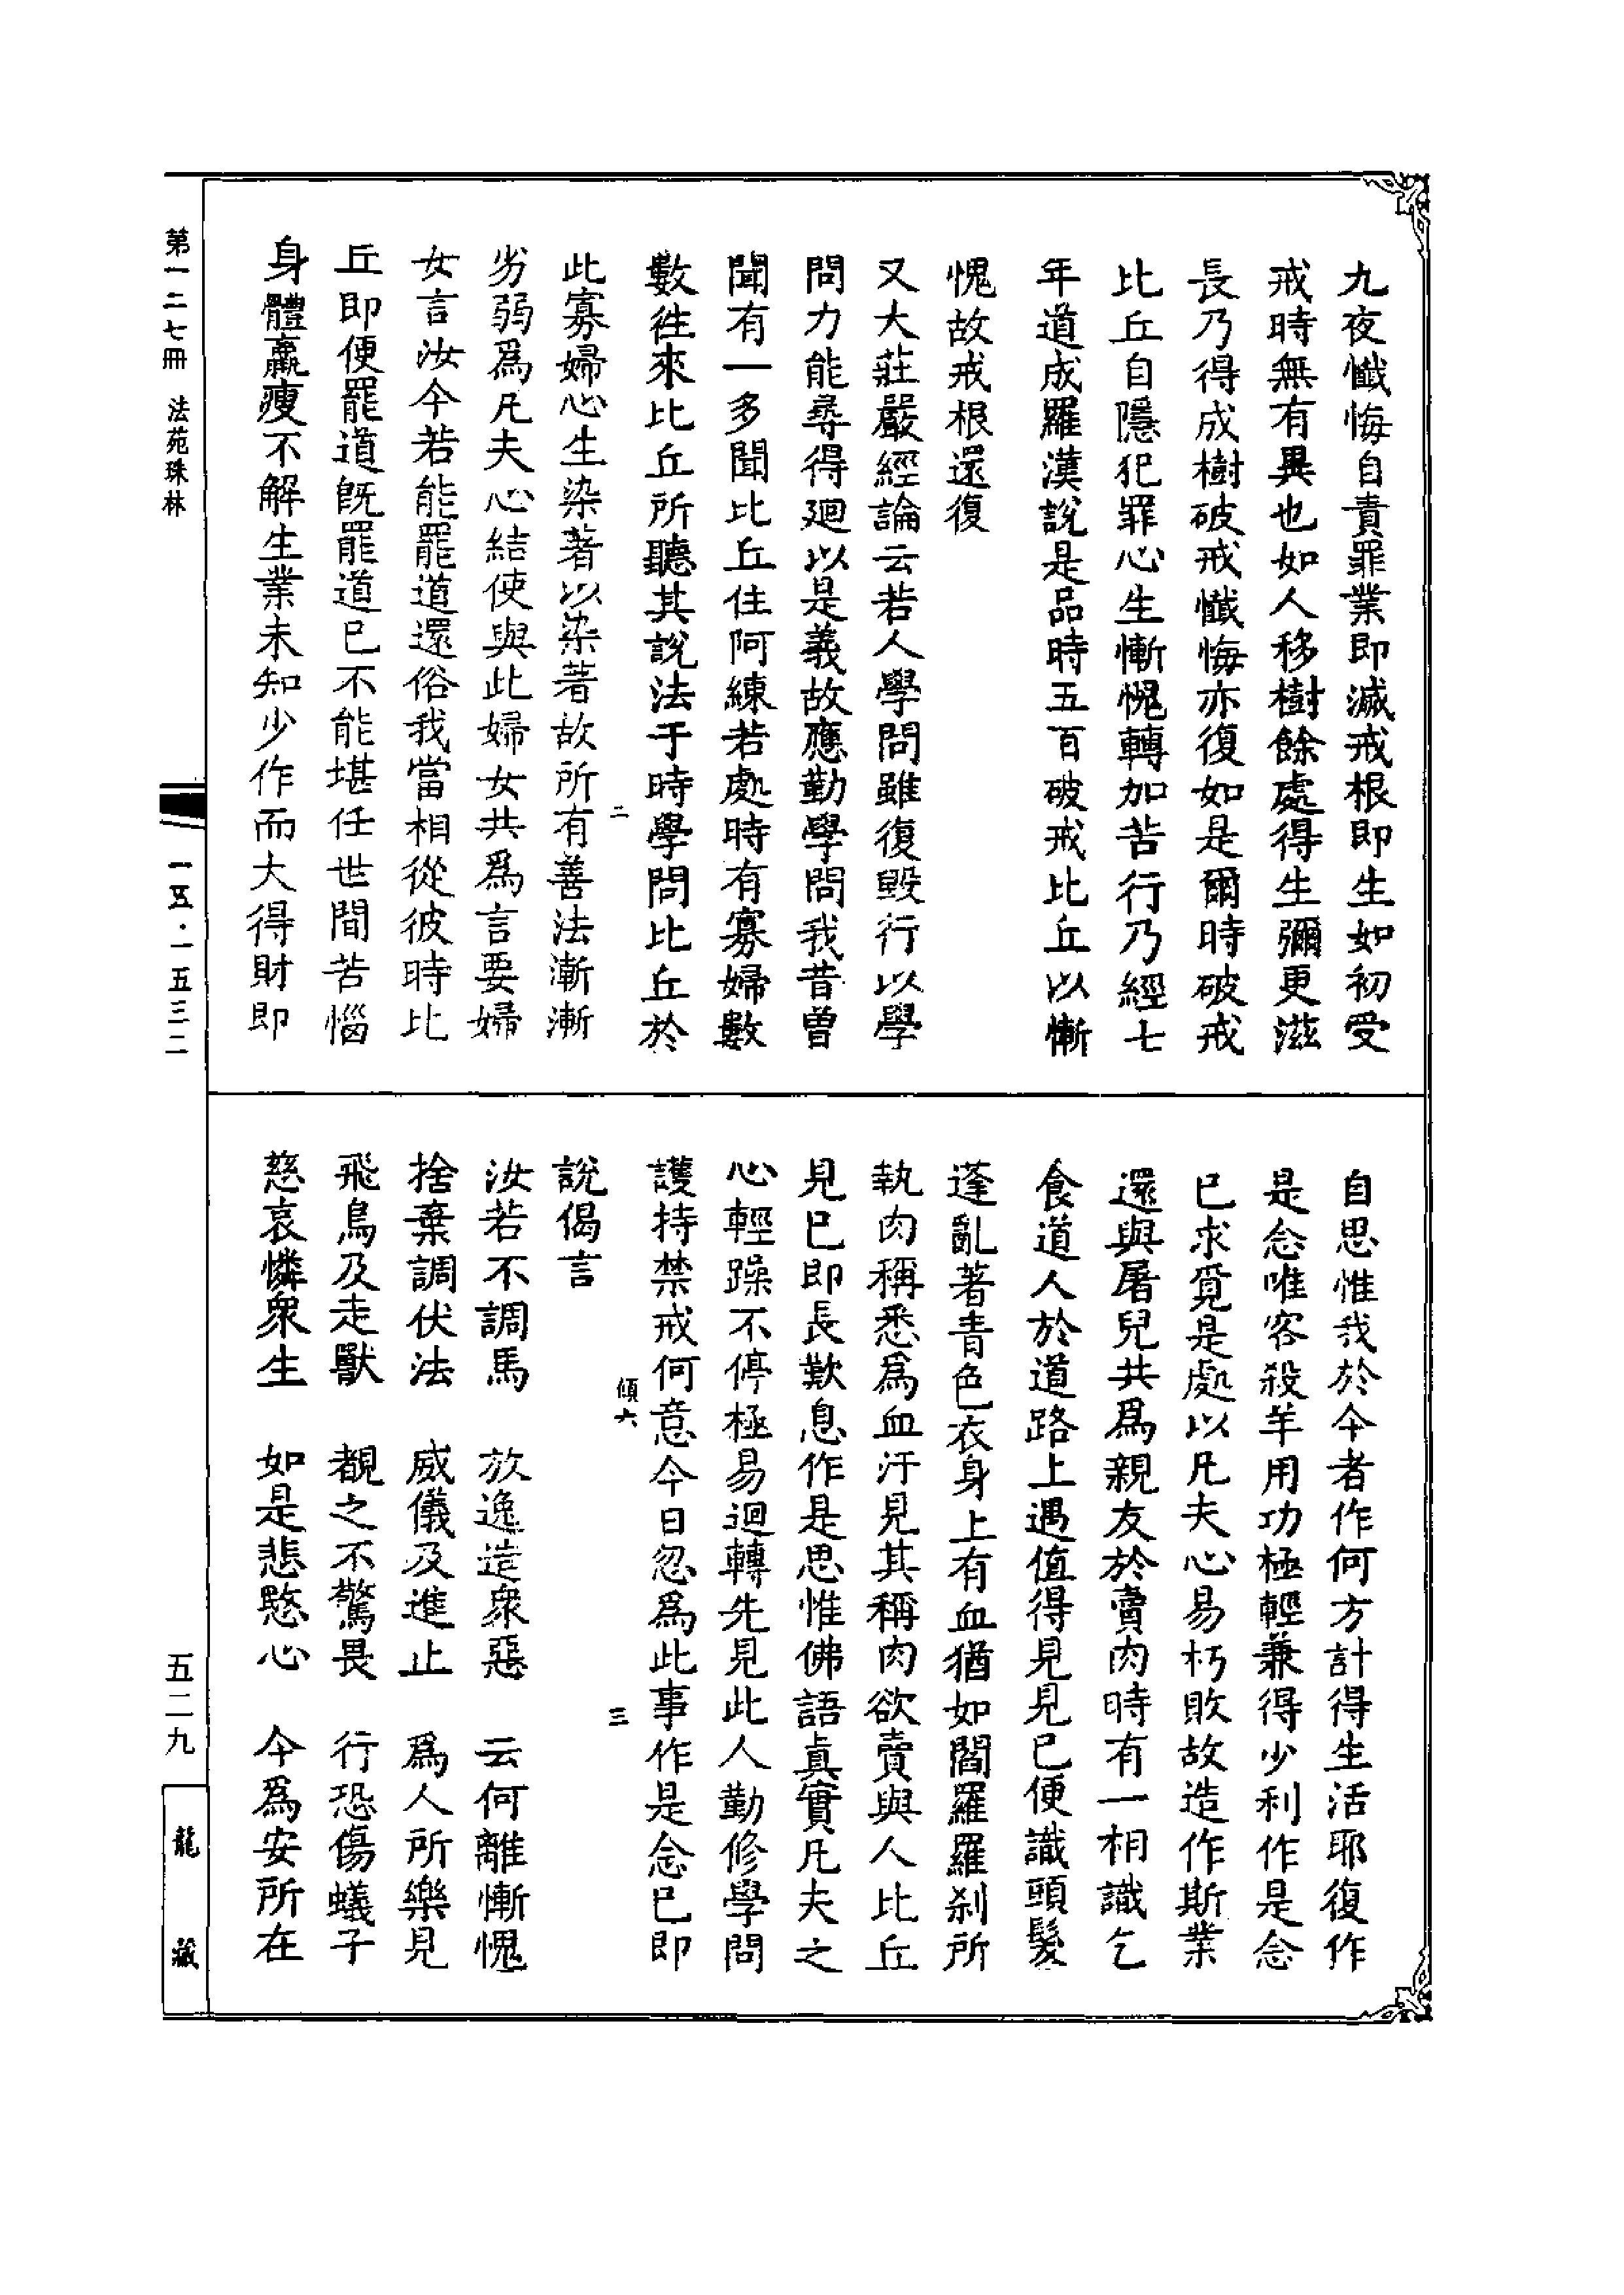 九夜懺悔自責罪業即滅戒根即生如初受
戒時無有異也如人移樹餘處得生彌更滋
長乃得成樹破戒懺悔亦復如是爾時破戒
比丘自隱犯罪心生慚愧轉加苦行乃經七
年道成羅漢說是品時五百破戒比丘以慚
愧故戒根還復
又大莊嚴經論云若人學問雖復毀行以學
問力能尋得廻以是義故應勤學問我昔曽
聞有一多聞比丘住阿練若處時有寡婦數
數徃來比丘所聽其說法于時學問比丘於
二
此寡婦心生染著以染著故所有善法漸漸
劣弱爲凡夫心結使與此婦女共爲言要婦
女言汝今若能罷道還俗我當相從彼時比
丘即便罷道旣罷道已不能堪任世間苦惱
身體羸瘦不解生業未知少作而大得財即
自思惟我於今者作何方計得生活耶復作
是念唯客殺羊用功極輕兼得少利作是念
已求覓是處以凡夫心易朽敗故造作斯業
還與屠兒共爲親友於賣肉時有一相識乞
食道人於道路上遇值得見見已便識頭髮
蓬亂著青色衣身上有血猶如閻羅羅刹所
執肉稱悉爲血汙見其稱肉欲賣與人比丘
見已即長歎息作是思惟佛語眞實凡夫之
心輕躁不停極易迴轉先見此人勤修學問
護持禁戒何意今日忽爲此事作是念已即
傾六
三
說偈言
汝若不調馬　放逸造衆惡　云何離慚愧
捨棄調伏法　威儀及進止　爲人所樂見
飛鳥及走獸　覩之不驚畏　行恐傷蟻子
慈哀憐衆生　如是悲愍心　今爲安所在
第一二七冊　法苑珠林
一五·一五三二
五二九
龍藏